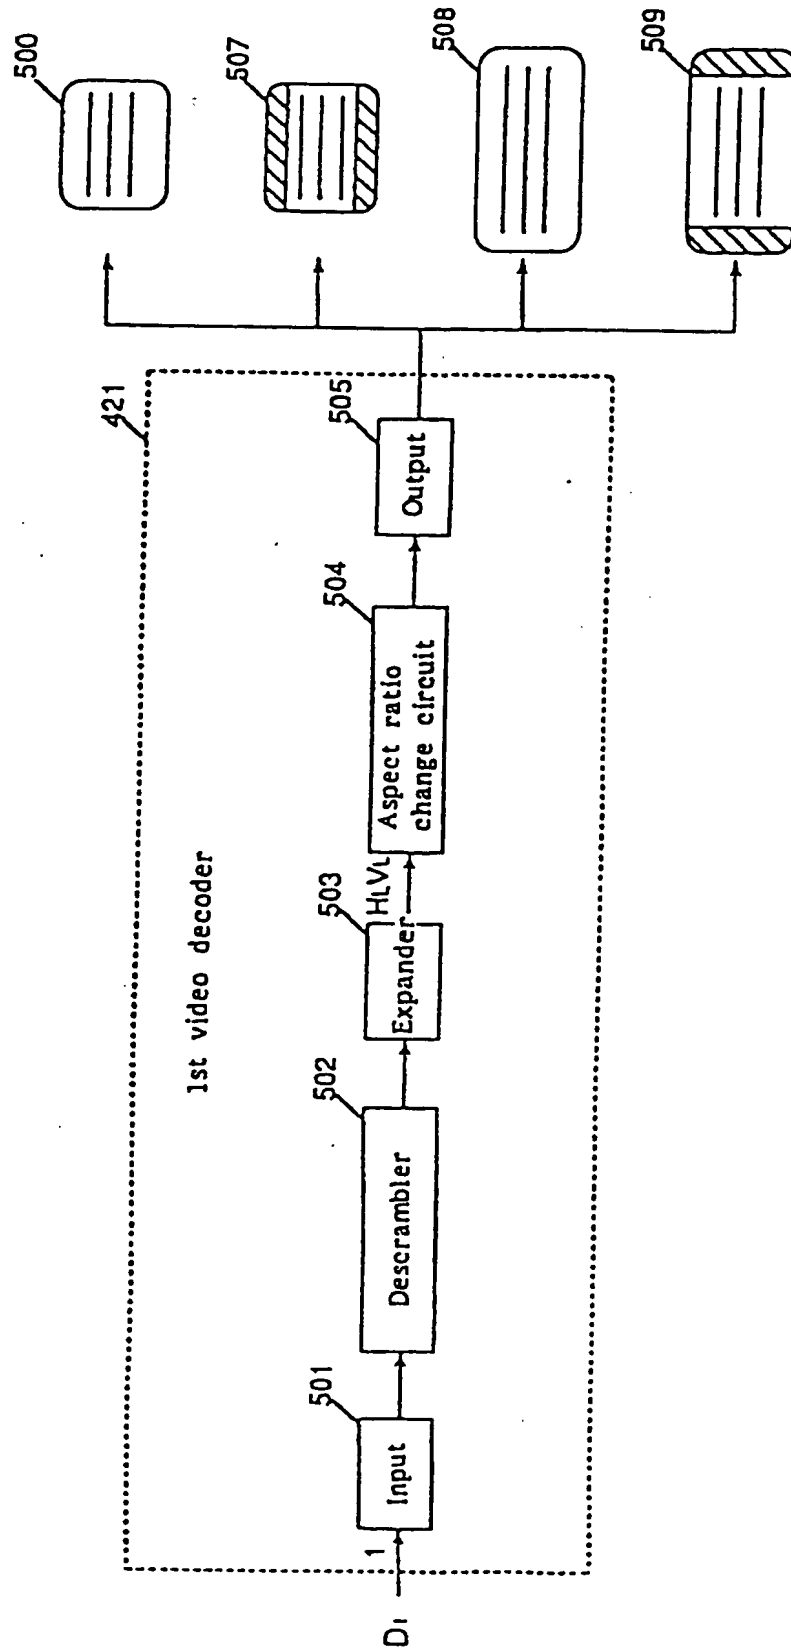 421
1st video decoder
D1
1
501
Input
502
Descrambler
503
Expander
HLVL
504
Aspect ratio
change circuit
505
Output
500
507
508
509